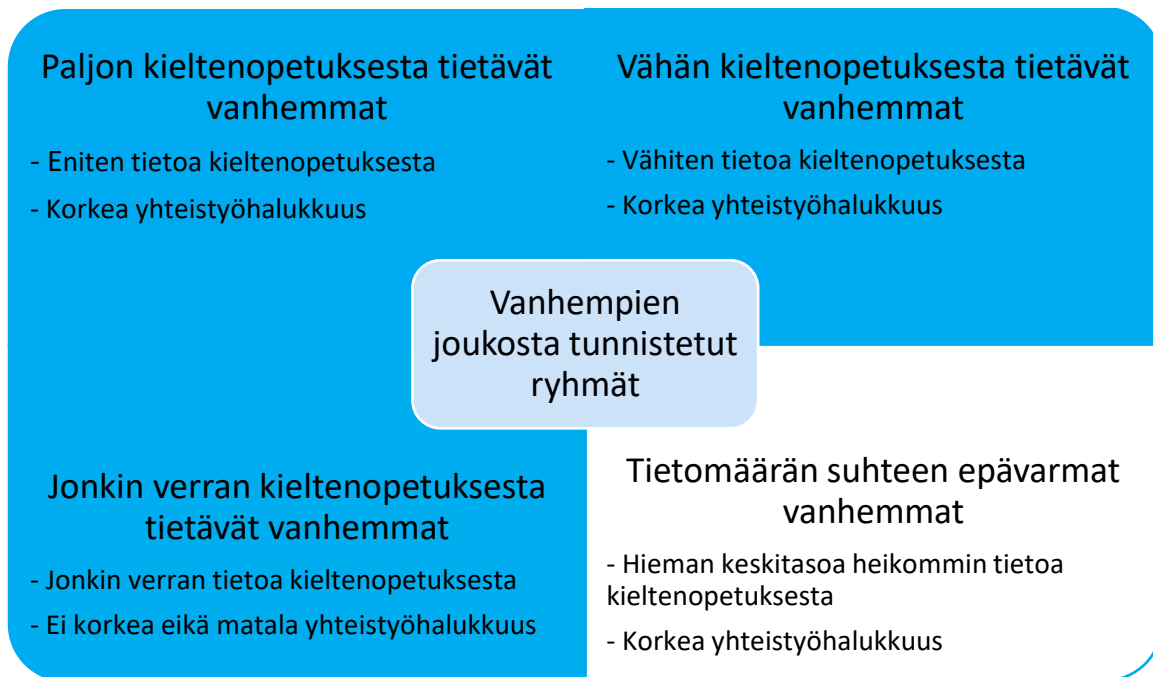 Paljon kieltenopetuksesta tietävät
vanhemmat
- Eniten tietoa kieltenopetuksesta
- Korkea yhteistyöhalukkuus
Vähän kieltenopetuksesta tietävät
vanhemmat
- Vähiten tietoa kieltenopetuksesta
- Korkea yhteistyöhalukkuus
Vanhempien
joukosta tunnistetut
ryhmät
Jonkin verran kieltenopetuksesta
tietävät vanhemmat
- Jonkin verran tietoa kieltenopetuksesta
- Ei korkea eikä matala yhteistyöhalukkuus
Tietomäärän suhteen epävarmat
vanhemmat
- Hieman keskitasoa heikommin tietoa
kieltenopetuksesta
- Korkea yhteistyöhalukkuus